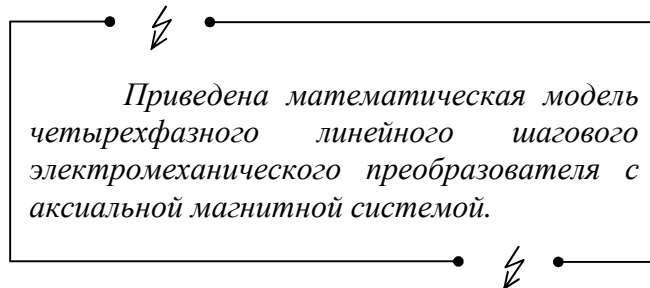 Приведена математическая модель
четырехфазного линейного шагового
электромеханического преобразователя с
аксиальной магнитной системой.